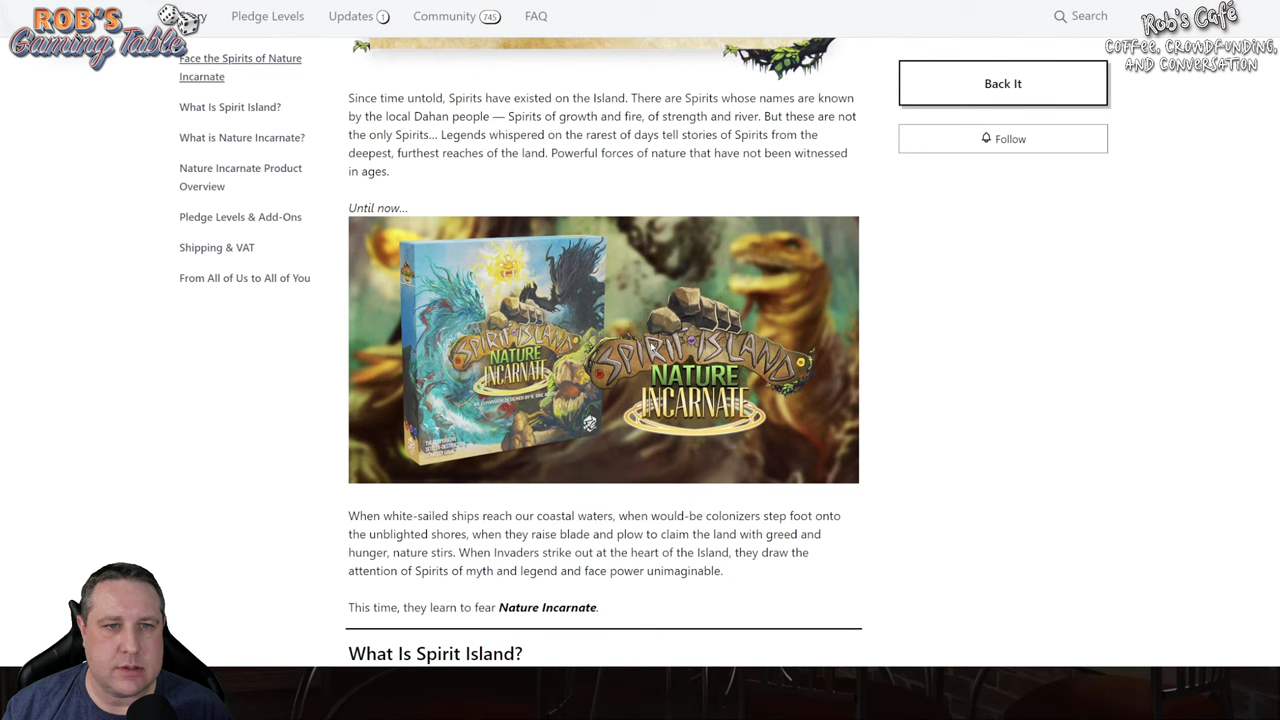 ROB'S
Gaming Table
ry
Pledge Levels
Updates 1
Community 745
FAQ
Search
Rob's Café
COFFEE, CROWDFUNDING,
AND CONVERSATION
Face the Spirits of Nature
Incarnate
What Is Spirit Island?
What is Nature Incarnate?
Nature Incarnate Product
Overview
Pledge Levels & Add-Ons
Shipping & VAT
From All of Us to All of You
Since time untold, Spirits have existed on the Island. There are Spirits whose names are known
by the local Dahan people — Spirits of growth and fire, of strength and river. But these are not
the only Spirits... Legends whispered on the rarest of days tell stories of Spirits from the
deepest, furthest reaches of the land. Powerful forces of nature that have not been witnessed
in ages.
Until now...
SPIRIT ISLAND
NATURE
INCARNATE
SPIRIT ISLAND
NATURE
INCARNATE
When white-sailed ships reach our coastal waters, when would-be colonizers step foot onto
the unblighted shores, when they raise blade and plow to claim the land with greed and
hunger, nature stirs. When Invaders strike out at the heart of the Island, they draw the
attention of Spirits of myth and legend and face power unimaginable.
This time, they learn to fear Nature Incarnate.
What Is Spirit Island?
Back It
Follow